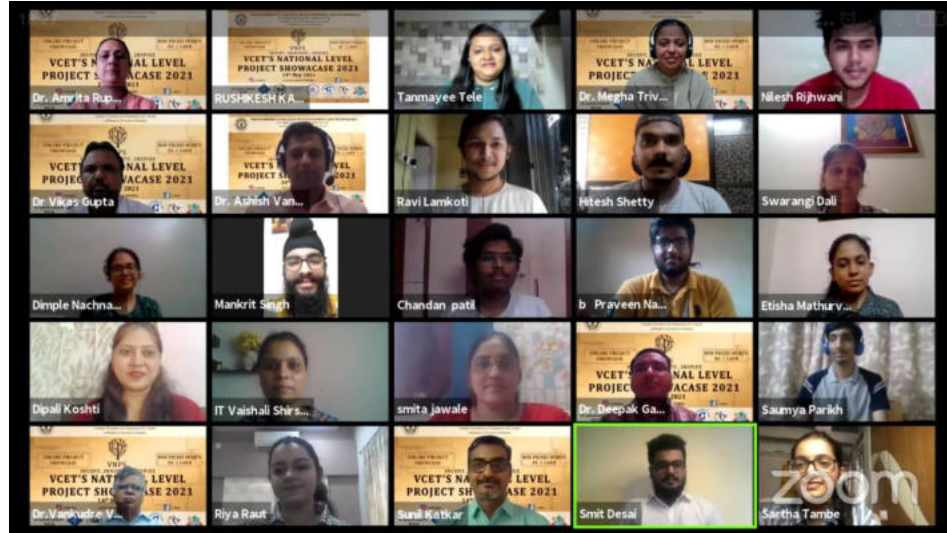 VCET'S NATIONAL LEVEL
PROJECT SHOWACASE 2021
Dr. Amrita Rup...
RUSHIKESH KA...
Tanmayee Tele
Dr. Megha Triv...
Nilesh Rijhwani
Dr Vikas Gupta
Dr. Ashish Van...
Ravi Lamkoti
Hitesh Shetty
Swarangi Dali
Dimple Nachna...
Mankrit Singh
Chandan patil
b Praveen Na...
Etisha Mathurv...
Dipali Koshti
IT Vaishali Shirs...
smita jawale
Dr. Deepak Ga...
Saumya Parikh
Dr.Vankudre V...
Riya Raut
Sunil Katkar
Smit Desai
Sartha Tambe
zoom